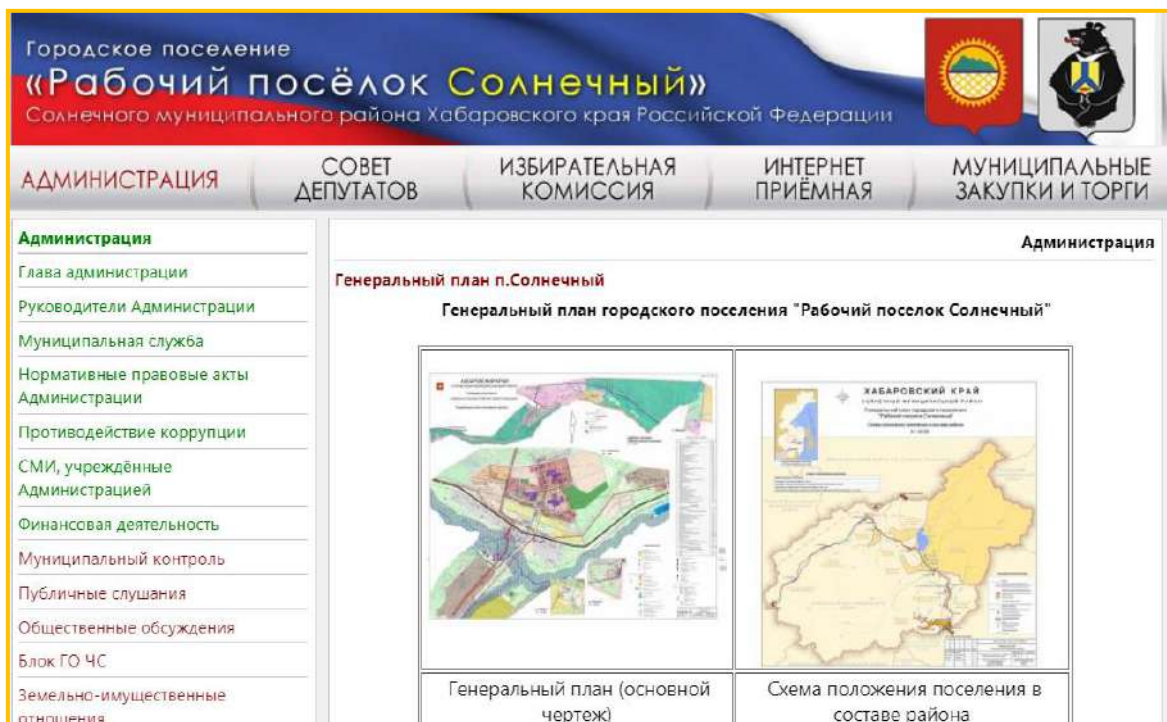 Городское поселение
«Рабочий посёлок Солнечный»
Солнечного муниципального района Хабаровского края Российской Федерации
АДМИНИСТРАЦИЯ
СОВЕТ
ДЕПУТАТОВ
ИЗБИРАТЕЛЬНАЯ
КОМИССИЯ
ИНТЕРНЕТ
ПРИЁМНАЯ
МУНИЦИПАЛЬНЫЕ
ЗАКУПКИ И ТОРГИ
Администрация
Глава администрации
Руководители Администрации
Муниципальная служба
Нормативные правовые акты
Администрации
Противодействие коррупции
СМИ, учреждённые
Администрацией
Финансовая деятельность
Муниципальный контроль
Публичные слушания
Общественные обсуждения
Блок ГО ЧС
Земельно-имущественные
отношения
Администрация
Генеральный план п.Солнечный
Генеральный план городского поселения "Рабочий поселок Солнечный"
ХАБАРОВСКИЙ КРАЙ
Генеральный план (основной
чертеж)
Схема положения поселения в
составе района